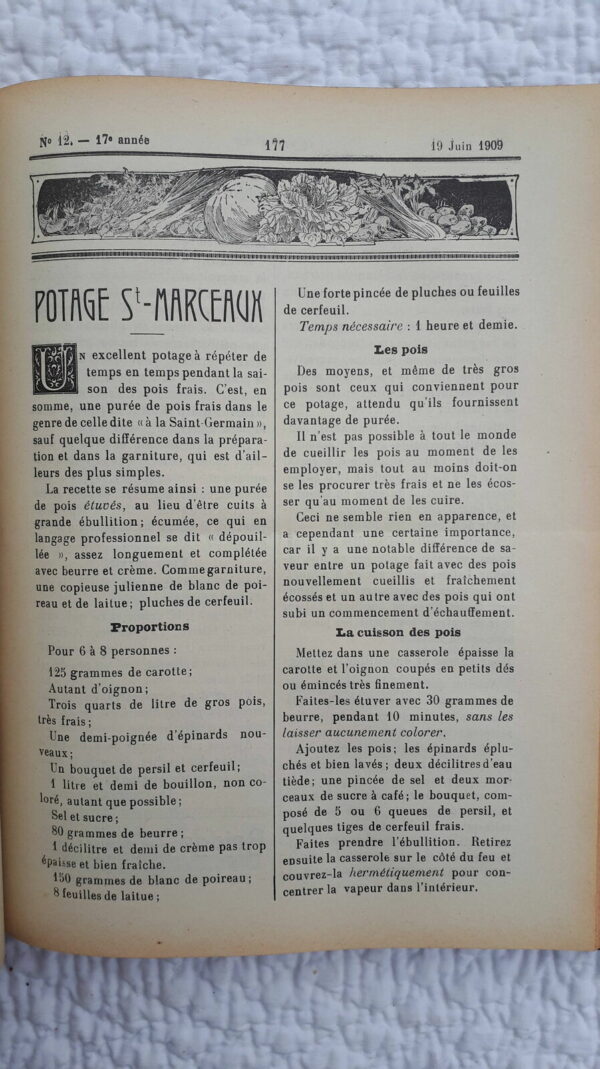 No 12. — 17e année
177
19 Juin 1909
POTAGE St-MARCEAUX
UN excellent potage à répéter de
temps en temps pendant la sai-
son des pois frais. C'est, en
somme, une purée de pois frais dans le
genre de celle dite « à la Saint-Germain »,
sauf quelque différence dans la prépara-
tion et dans la garniture, qui est d'ail-
leurs des plus simples.
La recette se résume ainsi : une purée
de pois étuvés, au lieu d'être cuits à
grande ébullition ; écumée, ce qui en
langage professionnel se dit « dépouil-
lée », assez longuement et complétée
avec beurre et crème. Comme garniture,
une copieuse julienne de blanc de poi-
reau et de laitue ; pluches de cerfeuil.
Proportions
Pour 6 à 8 personnes :
125 grammes de carotte ;
Autant d'oignon ;
Trois quarts de litre de gros pois,
très frais ;
Une demi-poignée d'épinards nou-
veaux ;
Un bouquet de persil et cerfeuil ;
1 litre et demi de bouillon, non co-
loré, autant que possible ;
Sel et sucre ;
80 grammes de beurre ;
1 décilitre et demi de crème pas trop
épaisse et bien fraîche.
150 grammes de blanc de poireau ;
8 feuilles de laitue ;
Une forte pincée de pluches ou feuilles
de cerfeuil.
Temps nécessaire : 1 heure et demie.
Les pois
Des moyens, et même de très gros
pois sont ceux qui conviennent pour
ce potage, attendu qu'ils fournissent
davantage de purée.
Il n'est pas possible à tout le monde
de cueillir les pois au moment de les
employer, mais tout au moins doit-on
se les procurer très frais et ne les écos-
ser qu'au moment de les cuire.
Ceci ne semble rien en apparence, et
a cependant une certaine importance,
car il y a une notable différence de sa-
veur entre un potage fait avec des pois
nouvellement cueillis et fraîchement
écossés et un autre avec des pois qui ont
subi un commencement d'échauffement.
La cuisson des pois
Mettez dans une casserole épaisse la
carotte et l'oignon coupés en petits dés
ou émincés très finement.
Faites-les étuver avec 30 grammes de
beurre, pendant 10 minutes, sans les
laisser aucunement colorer.
Ajoutez les pois ; les épinards éplu-
chés et bien lavés ; deux décilitres d'eau
tiède ; une pincée de sel et deux mor-
ceaux de sucre à café ; le bouquet, com-
posé de 5 ou 6 queues de persil, et
quelques tiges de cerfeuil frais.
Faites prendre l'ébullition. Retirez
ensuite la casserole sur le côté du feu et
couvrez-la hermétiquement pour con-
centrer la vapeur dans l'intérieur.